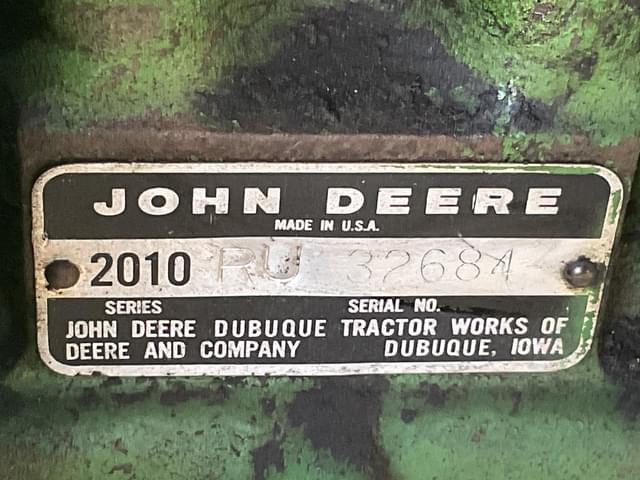 JOHN DEERE
MADE IN U.S.A.
2010 RU 32684
SERIES SERIAL NO.
JOHN DEERE DUBUQUE TRACTOR WORKS OF
DEERE AND COMPANY DUBUQUE, IOWA